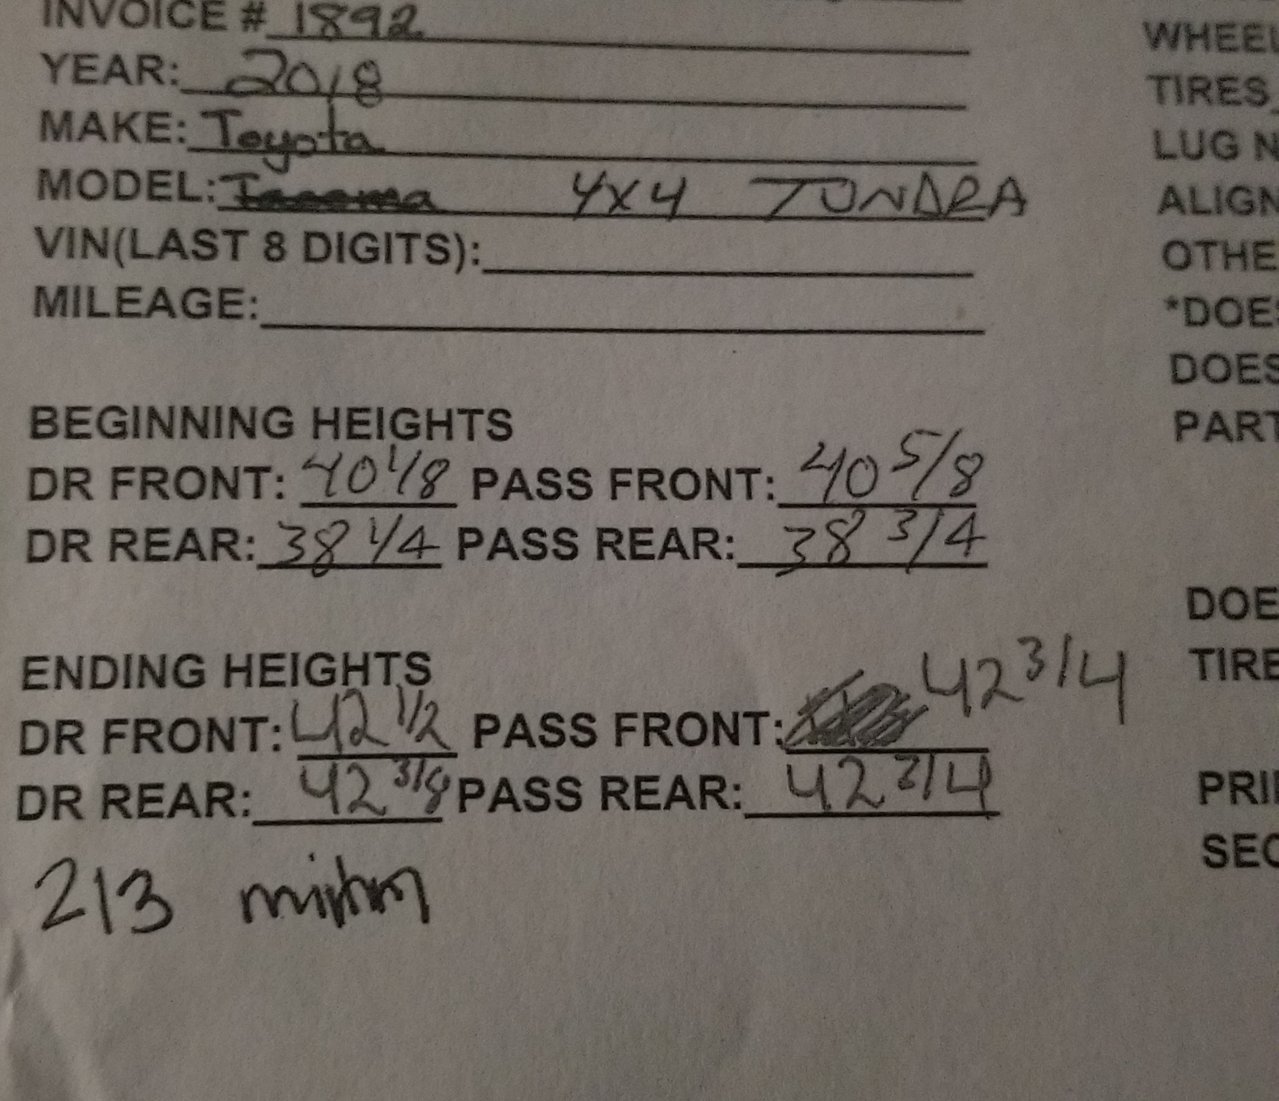 INVOICE # 1892
YEAR: 2018
MAKE: Toyota
MODEL: Tacoma 4X4 TUNDRA
VIN(LAST 8 DIGITS):
MILEAGE:
BEGINNING HEIGHTS
DR FRONT: 40 1/8 PASS FRONT: 40 5/8
DR REAR: 38 1/4 PASS REAR: 38 3/4
ENDING HEIGHTS
DR FRONT: 42 1/2 PASS FRONT: 42 3/4
DR REAR: 42 3/8 PASS REAR: 42 3/4
213
WHEEL
TIRES
LUG N
ALIGN
OTHE
*DOES
DOES
PART
DOE
TIRE
PRI
SEC